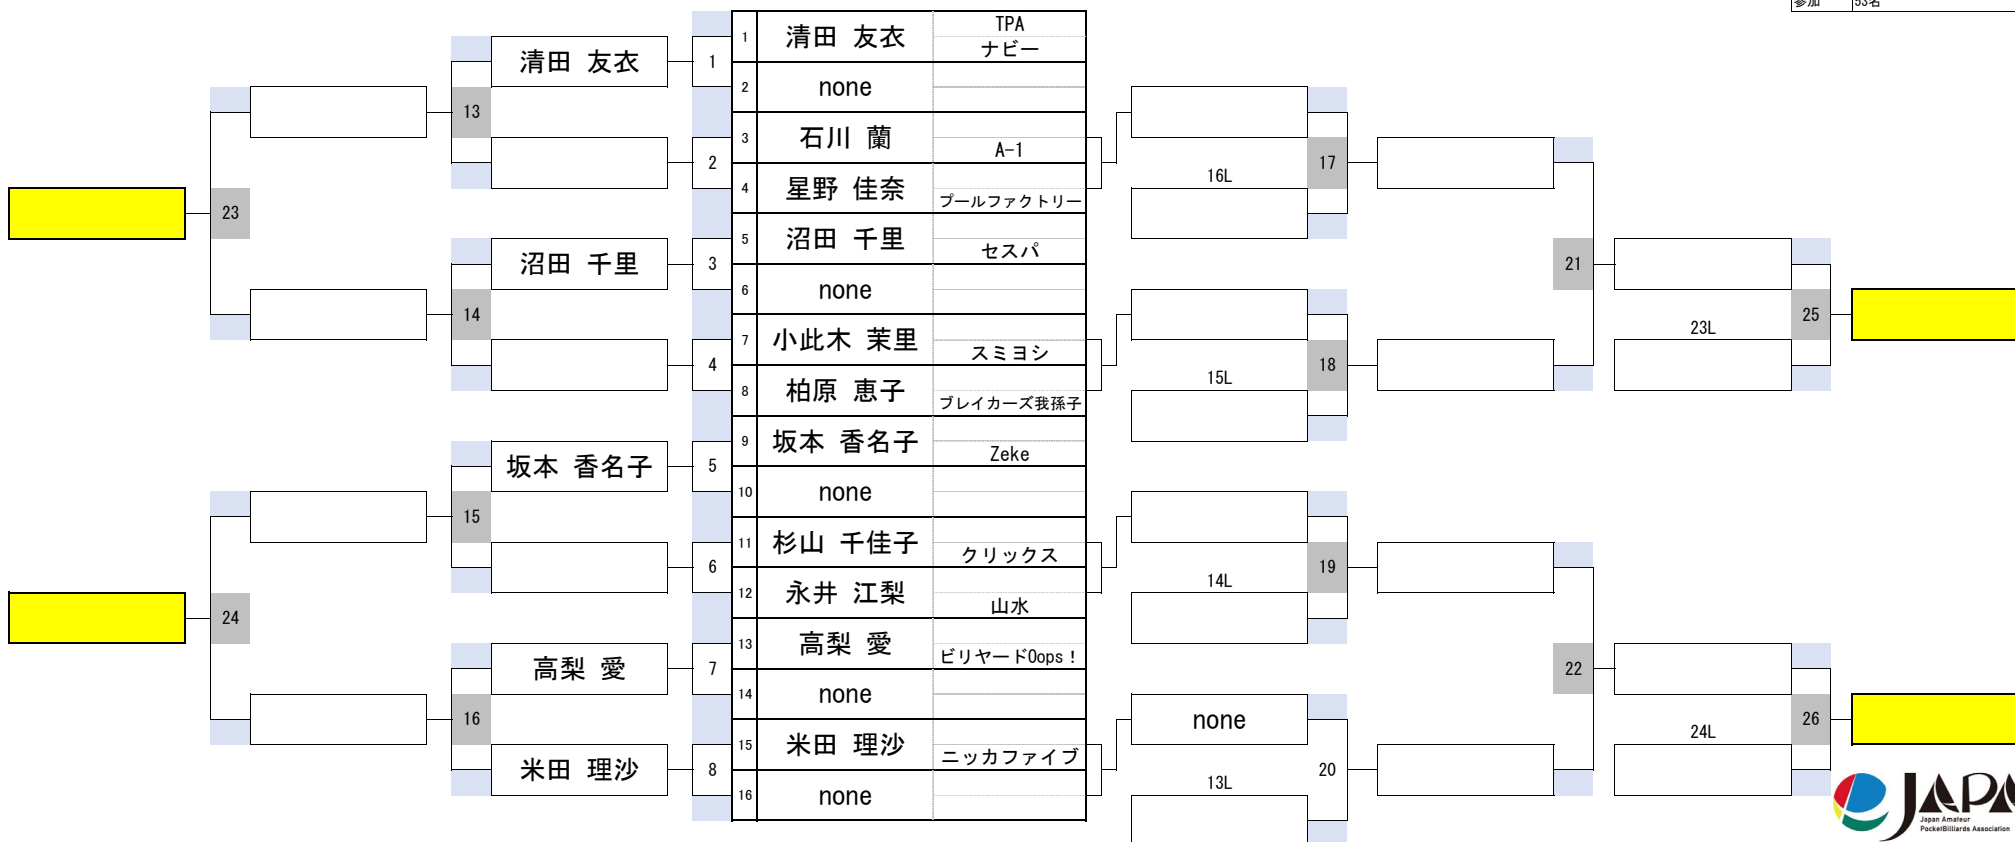 参加 53名
1 清田 友衣 TPA
ナビー
2 none
3 石川 蘭 A-1
4 星野 佳奈 プールファクトリー
5 沼田 千里 セスパ
6 none
7 小此木 茉里 スミヨシ
8 柏原 恵子 ブレイカーズ我孫子
9 坂本 香名子 Zeke
10 none
11 杉山 千佳子 クリックス
12 永井 江梨 山水
13 高梨 愛 ビリヤードOops！
14 none
15 米田 理沙 ニッカファイブ
16 none
清田 友衣 1
13
2
23
沼田 千里 3
14
4
坂本 香名子 5
15
6
24
高梨 愛 7
16
米田 理沙 8
17
16L
21
18
15L
23L
25
19
14L
22
none
20
13L
24L
26
JAPA
Japan Amateur
PocketBilliards Association